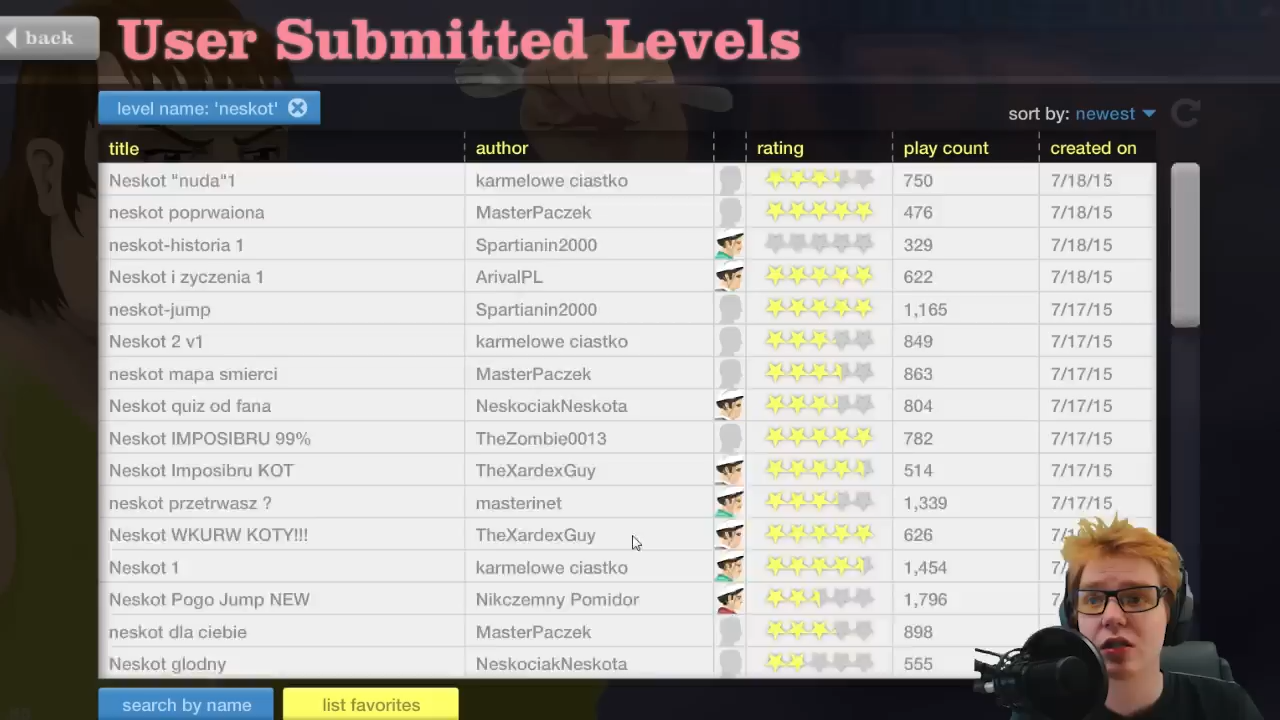 back
User Submitted Levels
level name: 'neskot'
sort by: newest
title author rating play count created on
Neskot "nuda"1 karmelowe ciastko 750 7/18/15
neskot poprwaiona MasterPaczek 476 7/18/15
neskot-historia 1 Spartianin2000 329 7/18/15
Neskot i zyczenia 1 ArivalPL 622 7/18/15
neskot-jump Spartianin2000 1,165 7/17/15
Neskot 2 v1 karmelowe ciastko 849 7/17/15
neskot mapa smierci MasterPaczek 863 7/17/15
Neskot quiz od fana NeskociakNeskota 804 7/17/15
Neskot IMPOSIBRU 99% TheZombie0013 782 7/17/15
Neskot Imposibru KOT TheXardexGuy 514 7/17/15
neskot przetrwasz ? masterinet 1,339 7/17/15
Neskot WKURW KOTY!!! TheXardexGuy 626
Neskot 1 karmelowe ciastko 1,454
Neskot Pogo Jump NEW Nikczemny Pomidor 1,796
neskot dla ciebie MasterPaczek 898
Neskot glodny NeskociakNeskota 555
search by name list favorites